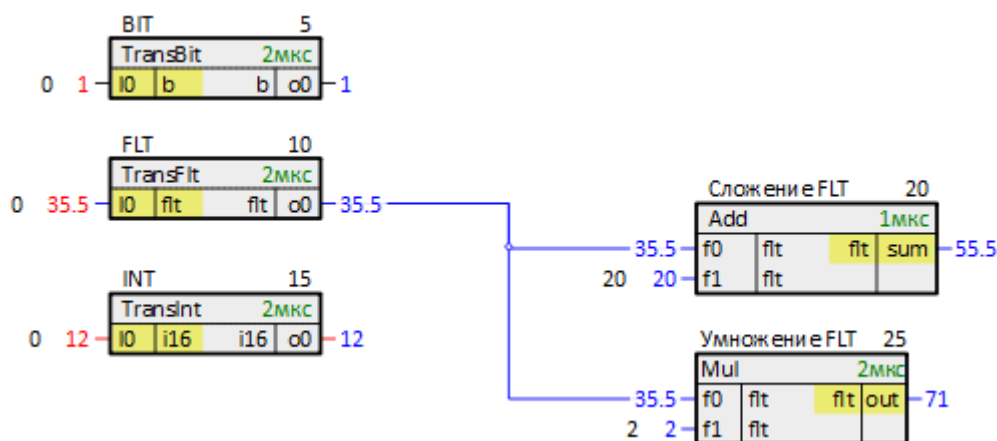 BIT 5
TransBit 2мкс
0 1 I0 b b o0 1
FLT 10
TransFlt 2мкс
0 35.5 I0 flt flt o0 35.5
INT 15
TransInt 2мкс
0 12 I0 i16 i16 o0 12
Сложение FLT 20
Add 1мкс
35.5 f0 flt flt sum 55.5
20 20 f1 flt
Умножение FLT 25
Mul 2мкс
35.5 f0 flt flt out 71
2 2 f1 flt